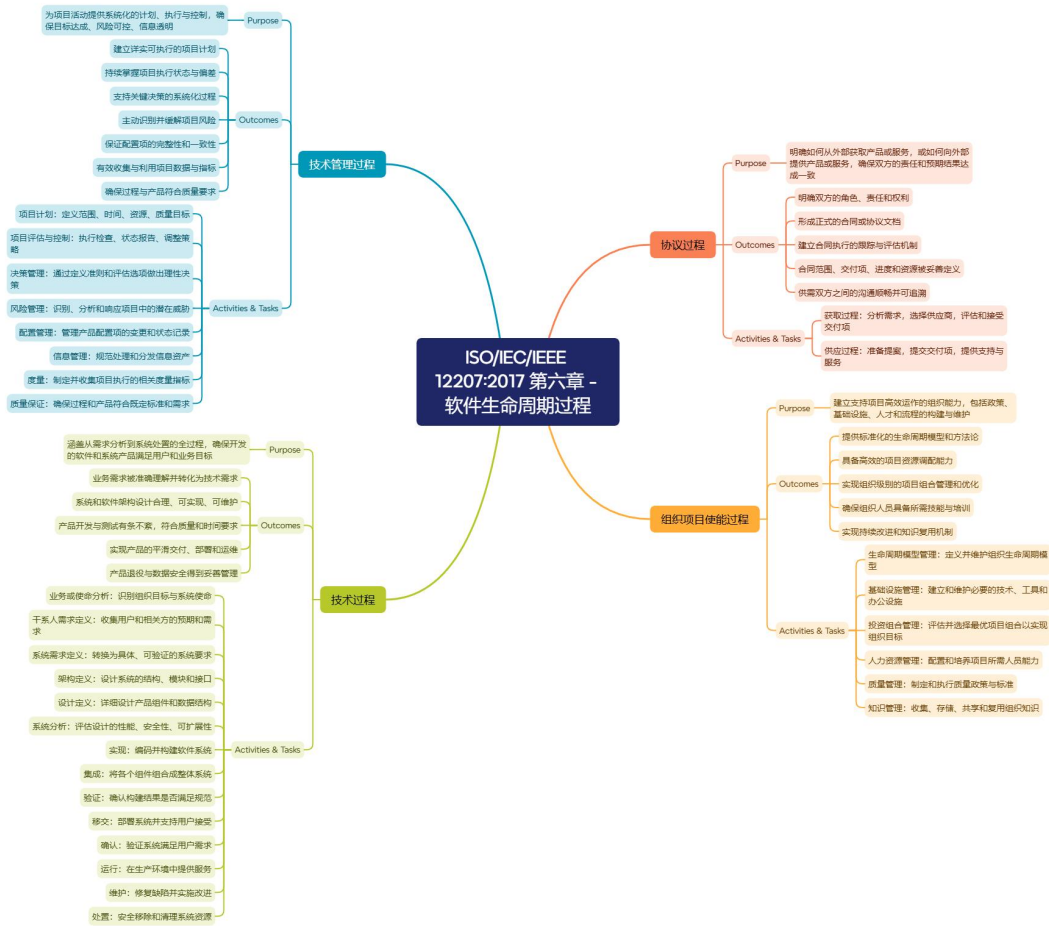 ISO/IEC/IEEE
12207:2017 第六章 -
软件生命周期过程
协议过程
Purpose
明确如何从外部获取产品或服务，或如何向外部
提供产品或服务，确保双方的责任和预期结果达
成一致
Outcomes
明确双方的角色、责任和权利
形成正式的合同或协议文档
建立合同执行的跟踪与评估机制
合同范围、交付项、进度和资源被妥善定义
供需双方之间的沟通顺畅并可追溯
Activities & Tasks
获取过程：分析需求，选择供应商，评估和接受
交付项
供应过程：准备提案，提交交付项，提供支持与
服务
组织项目使能过程
Purpose
建立支持项目高效运作的组织能力，包括政策、
基础设施、人才和流程的构建与维护
Outcomes
提供标准化的生命周期模型和方法论
具备高效的项目资源调配能力
实现组织级别的项目组合管理和优化
确保组织人员具备所需技能与培训
实现持续改进和知识复用机制
Activities & Tasks
生命周期模型管理：定义并维护组织生命周期模
型
基础设施管理：建立和维护必要的技术、工具和
办公设施
投资组合管理：评估并选择最优项目组合以实现
组织目标
人力资源管理：配置和培养项目所需人员能力
质量管理：制定和执行质量政策与标准
知识管理：收集、存储、共享和复用组织知识
技术管理过程
Purpose
为项目活动提供系统化的计划、执行与控制，确
保目标达成、风险可控、信息透明
Outcomes
建立详实可执行的项目计划
持续掌握项目执行状态与偏差
支持关键决策的系统化过程
主动识别并缓解项目风险
保证配置项的完整性和一致性
有效收集与利用项目数据与指标
确保过程与产品符合质量要求
Activities & Tasks
项目计划：定义范围、时间、资源、质量目标
项目评估与控制：执行检查、状态报告、调整策
略
决策管理：通过定义准则和评估选项做出理性决
策
风险管理：识别、分析和响应项目中的潜在威胁
配置管理：管理产品配置项的变更和状态记录
信息管理：规范处理和分发信息资产
度量：制定并收集项目执行的相关度量指标
质量保证：确保过程和产品符合既定标准和需求
技术过程
Purpose
涵盖从需求分析到系统处置的全过程，确保开发
的软件和系统产品满足用户和业务目标
Outcomes
业务需求被准确理解并转化为技术需求
系统和软件架构设计合理、可实现、可维护
产品开发与测试有条不紊，符合质量和时间要求
实现产品的平滑交付、部署和运维
产品退役与数据安全得到妥善管理
Activities & Tasks
业务或使命分析：识别组织目标与系统使命
干系人需求定义：收集用户和相关方的预期和需
求
系统需求定义：转换为具体、可验证的系统要求
架构定义：设计系统的结构、模块和接口
设计定义：详细设计产品组件和数据结构
系统分析：评估设计的性能、安全性、可扩展性
实现：编码并构建软件系统
集成：将各个组件组合成整体系统
验证：确认构建结果是否满足规范
移交：部署系统并支持用户接受
确认：验证系统满足用户需求
运行：在生产环境中提供服务
维护：修复缺陷并实施改进
处置：安全移除和清理系统资源